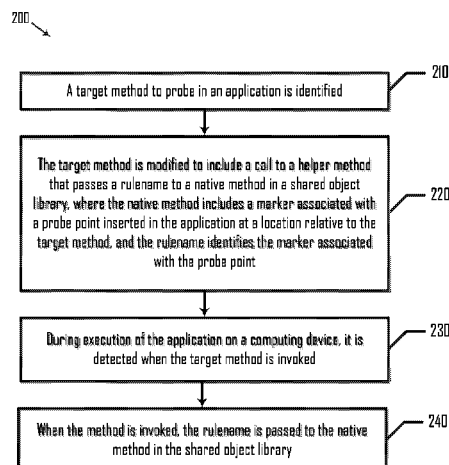 200
A target method to probe in an application is identified
210
The target method is modified to include a call to a helper method
that passes a rulename to a native method in a shared object
library, where the native method includes a marker associated with
a probe point inserted in the application at a location relative to the
target method, and the rulename identifies the marker associated
with the probe point
220
During execution of the application on a computing device, it is
detected when the target method is invoked
230
When the method is invoked, the rulename is passed to the native
method in the shared object library
240